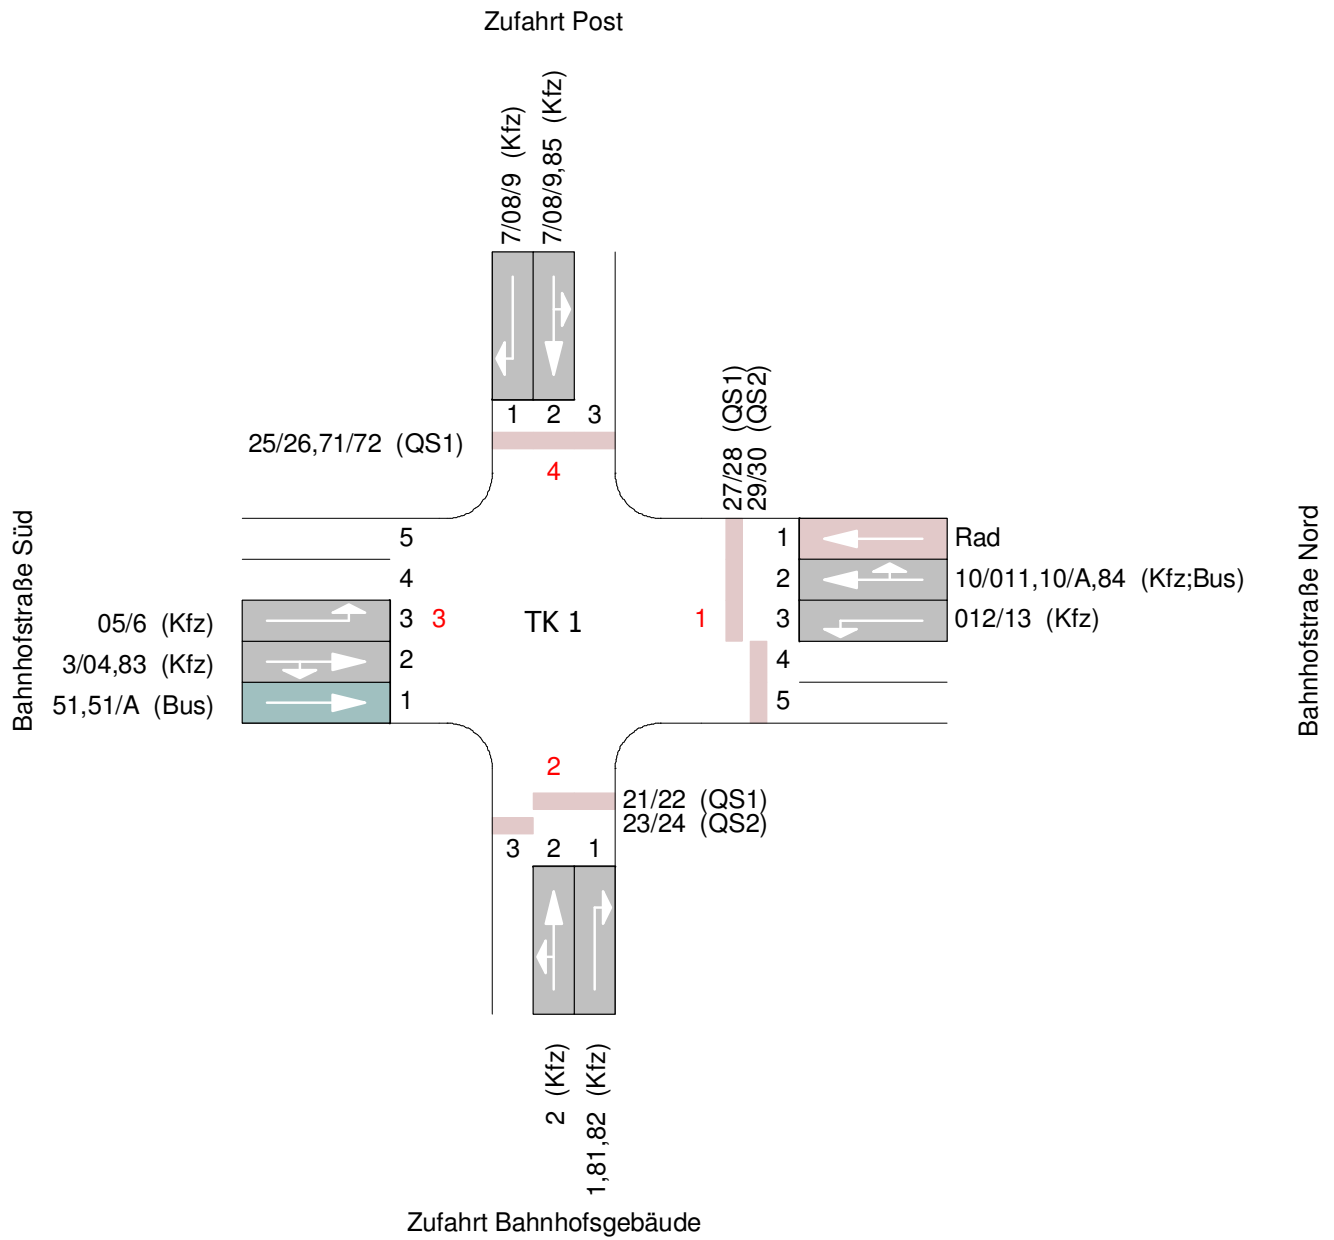 Zufahrt Post
7/08/9 (Kfz)
7/08/9,85 (Kfz)
1 2 3
25/26,71/72 (QS1)
4
27/28 (QS1)
29/30 (QS2)
Bahnhofstraße Süd
5
4
05/6 (Kfz) 3 3
3/04,83 (Kfz) 2
51,51/A (Bus) 1
TK 1
1
1 Rad
2 10/011,10/A,84 (Kfz;Bus)
3 012/13 (Kfz)
4
5
Bahnhofstraße Nord
2
21/22 (QS1)
23/24 (QS2)
3 2 1
2 (Kfz)
1,81,82 (Kfz)
Zufahrt Bahnhofsgebäude